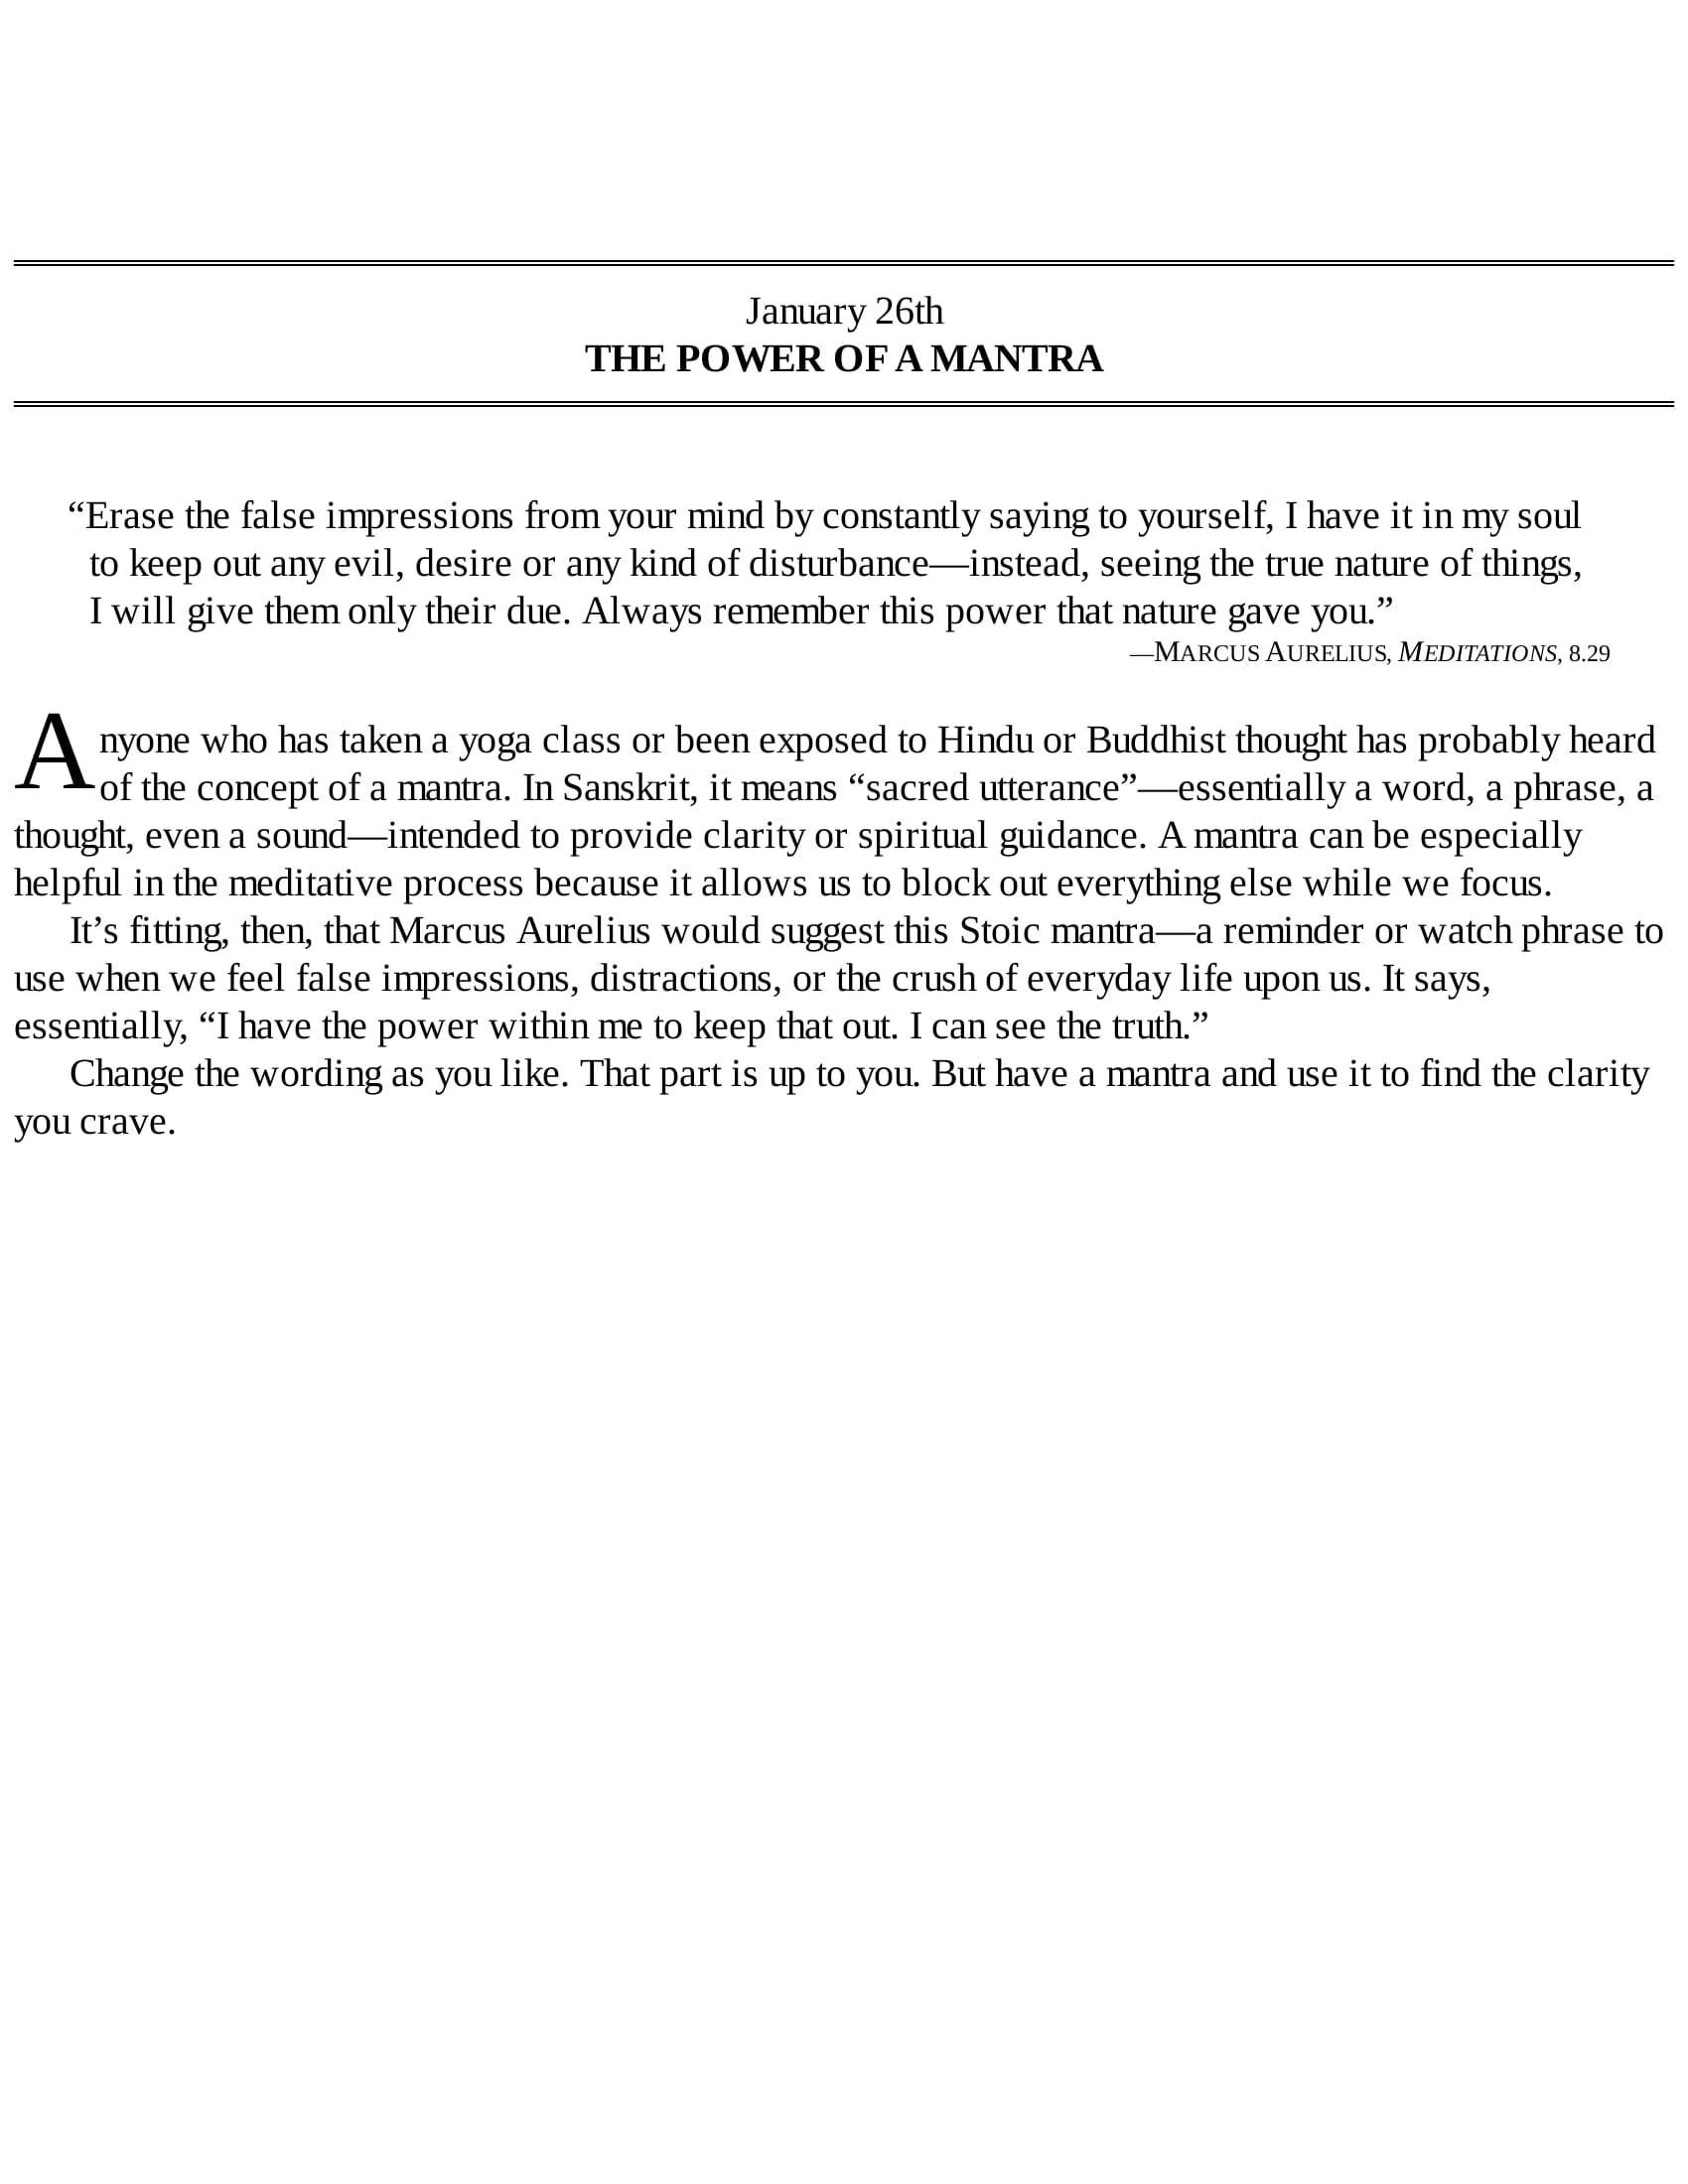 January 26th
THE POWER OF A MANTRA
“Erase the false impressions from your mind by constantly saying to yourself, I have it in my soul
to keep out any evil, desire or any kind of disturbance—instead, seeing the true nature of things,
I will give them only their due. Always remember this power that nature gave you.”
—MARCUS AURELIUS, MEDITATIONS, 8.29
Anyone who has taken a yoga class or been exposed to Hindu or Buddhist thought has probably heard
of the concept of a mantra. In Sanskrit, it means “sacred utterance”—essentially a word, a phrase, a
thought, even a sound—intended to provide clarity or spiritual guidance. A mantra can be especially
helpful in the meditative process because it allows us to block out everything else while we focus.
It’s fitting, then, that Marcus Aurelius would suggest this Stoic mantra—a reminder or watch phrase to
use when we feel false impressions, distractions, or the crush of everyday life upon us. It says,
essentially, “I have the power within me to keep that out. I can see the truth.”
Change the wording as you like. That part is up to you. But have a mantra and use it to find the clarity
you crave.